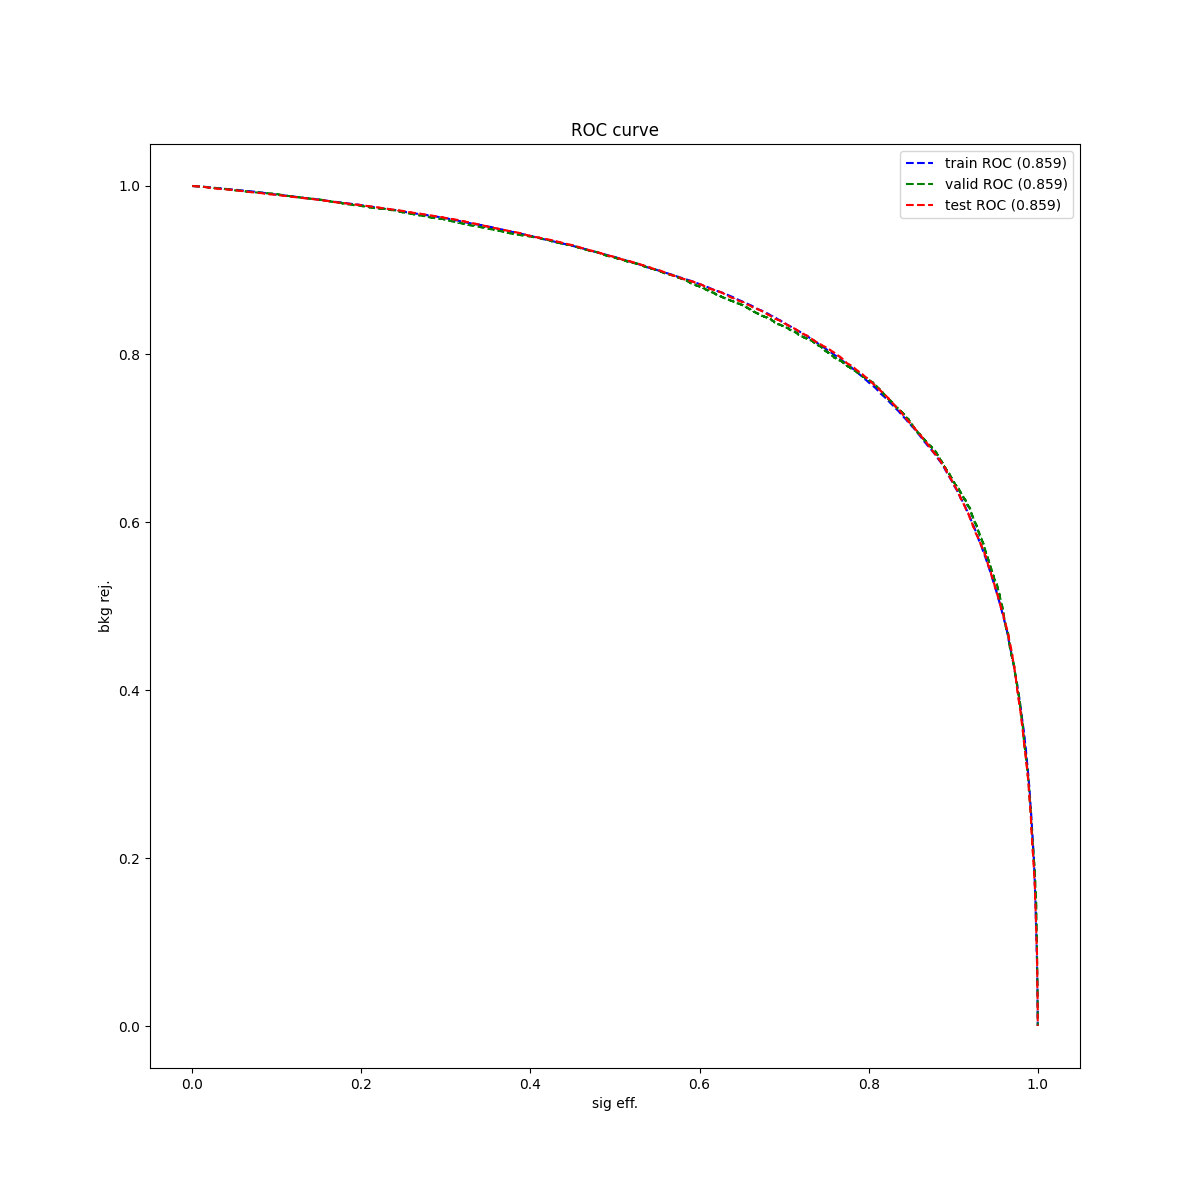 ROC curve
train ROC (0.859)
valid ROC (0.859)
test ROC (0.859)
1.0
0.8
0.6
0.4
0.2
0.0
bkg rej.
0.0 0.2 0.4 0.6 0.8 1.0
sig eff.